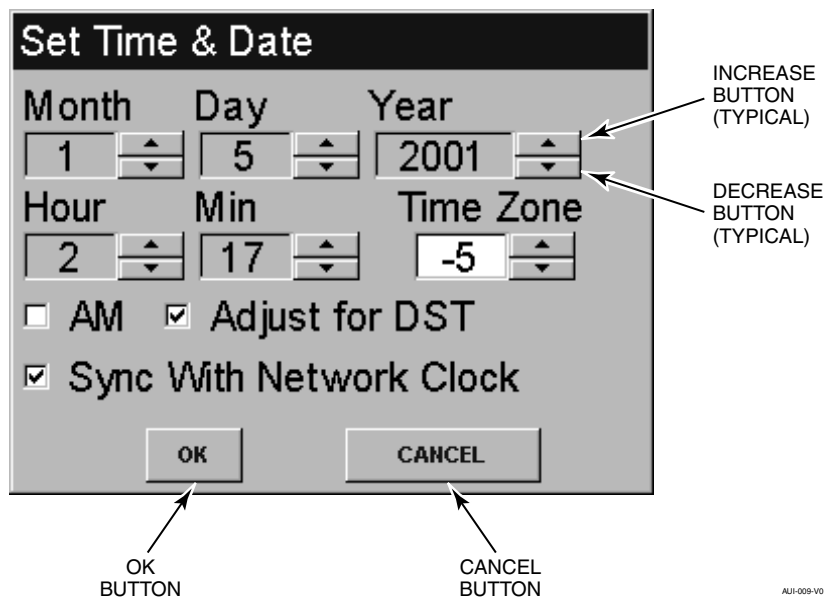 Set Time & Date
Month Day Year
1 5 2001
Hour Min Time Zone
2 17 -5
AM Adjust for DST
Sync With Network Clock
OK CANCEL
INCREASE
BUTTON
(TYPICAL)
DECREASE
BUTTON
(TYPICAL)
OK
BUTTON
CANCEL
BUTTON
AUI-009-V0